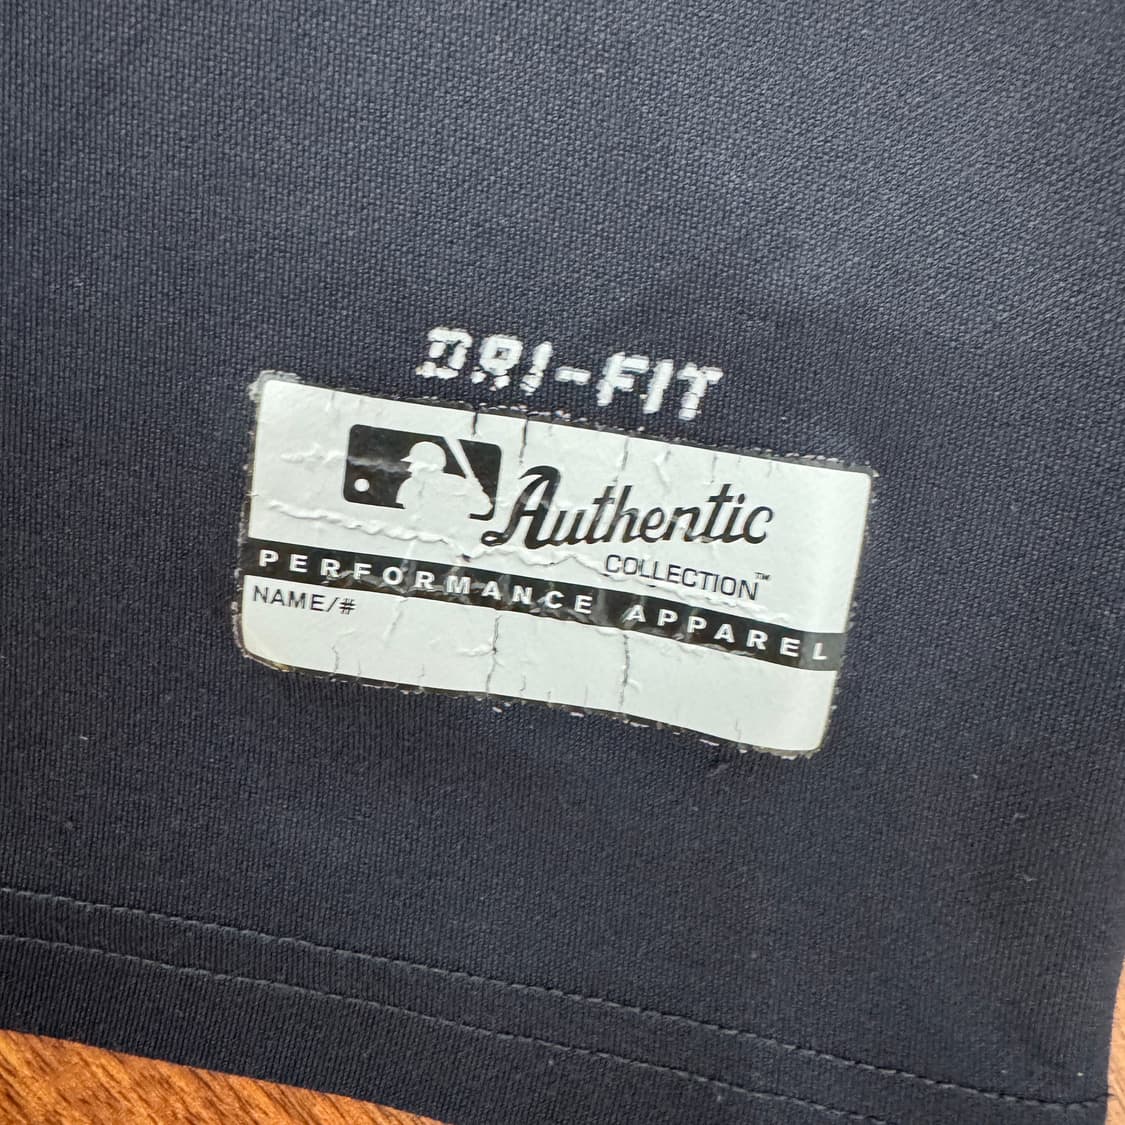 DRI-FIT
Authentic
COLLECTION™
PERFORMANCE APPAREL
NAME/#